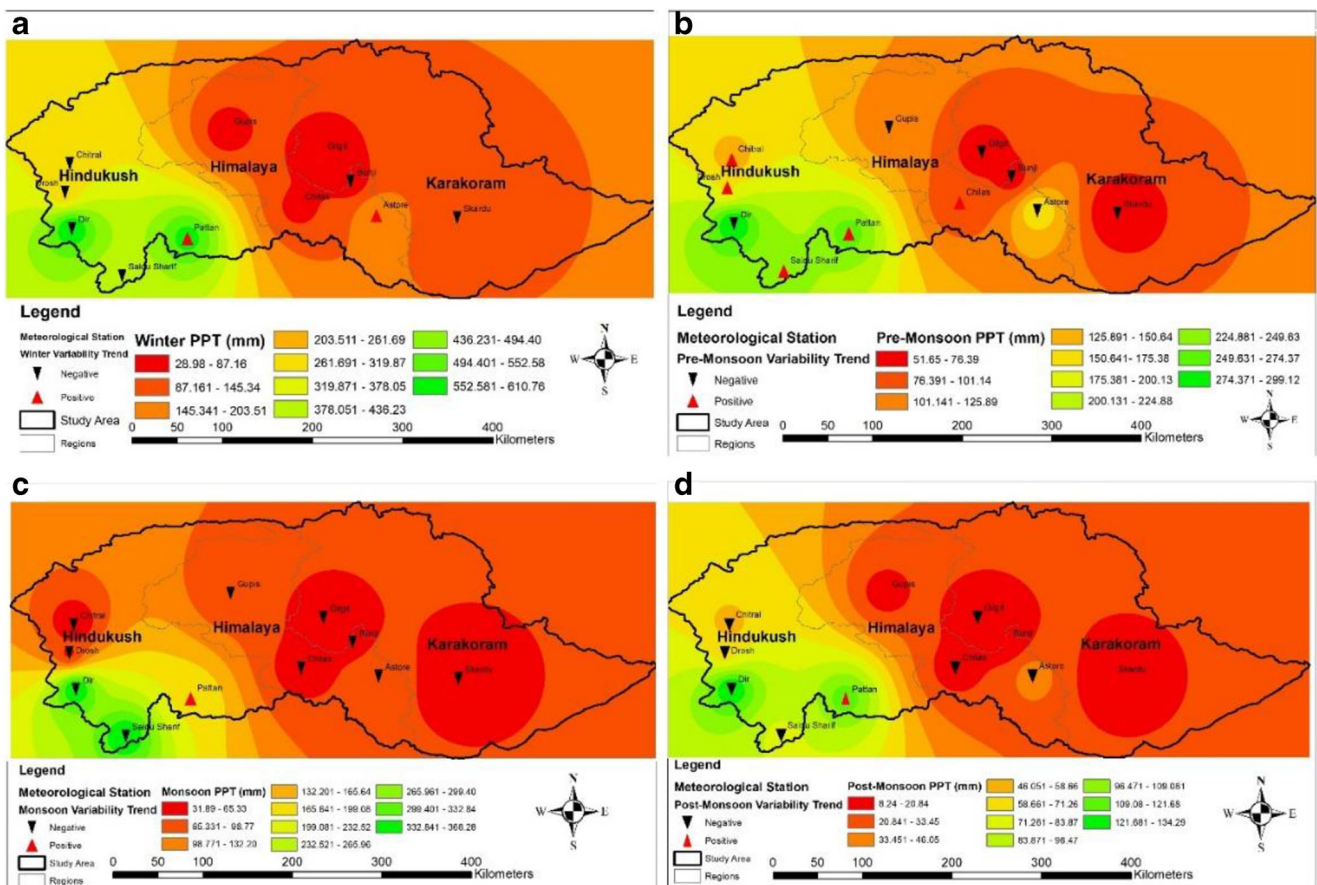 a
Gupis
Gilgit
Chitral
Himalaya
Bunji
Drosh
Hindukush
Karakoram
Chilas
Astore
Skardu
Dir
Pattan
Saidu Sharif
Legend
Meteorological Station
Winter Variability Trend
Negative
Positive
Study Area
Regions
Winter PPT (mm)
28.98 - 87.16
87.161 - 145.34
145.341 - 203.51
203.511 - 261.69
261.691 - 319.87
319.871 - 378.05
378.051 - 436.23
436.231 - 494.40
494.401 - 552.58
552.581 - 610.76
N
W E
S
0 50 100 200 300 400
Kilometers
b
Gupis
Chitral
Gilgit
Himalaya
Bunji
Drosh
Hindukush
Karakoram
Chilas
Astore
Skardu
Dir
Pattan
Saidu Sharif
Legend
Meteorological Station
Pre-Monsoon Variability Trend
Negative
Positive
Study Area
Regions
Pre-Monsoon PPT (mm)
51.65 - 76.39
76.391 - 101.14
101.141 - 125.89
125.891 - 150.64
150.641- 175.38
175.381 - 200.13
200.131 - 224.88
224.881 - 249.63
249.631 - 274.37
274.371 - 299.12
N
W E
S
0 50 100 200 300 400
Kilometers
c
Gupis
Chitral
Gilgit
Hindukush
Himalaya
Bunji
Karakoram
Drosh
Chilas
Astore
Skardu
Dir
Pattan
Saidu Sharif
Legend
Meteorological Station
Monsoon Variability Trend
Negative
Positive
Study Area
Regions
Monsoon PPT (mm)
31.89 - 65.33
65.331 - 98.77
98.771 - 132.20
132.201 - 165.64
165.641 - 199.08
199.081 - 232.52
232.521 - 265.96
265.961 - 299.40
299.401 - 332.84
332.841 - 366.28
N
W E
S
0 50 100 200 300 400
Kilometers
d
Gupis
Chitral
Gilgit
Hindukush
Himalaya
Bunji
Karakoram
Drosh
Chilas
Astore
Skardu
Dir
Pattan
Saidu Sharif
Legend
Meteorological Station
Post-Monsoon Variability Trend
Negative
Positive
Study Area
Regions
Post-Monsoon PPT (mm)
8.24 - 20.84
20.841 - 33.45
33.451 - 46.05
46.051 - 58.66
58.661 - 71.26
71.261 - 83.87
83.871 - 96.47
96.471 - 109.081
109.08 - 121.68
121.681 - 134.29
N
W E
S
0 50 100 200 300 400
Kilometers